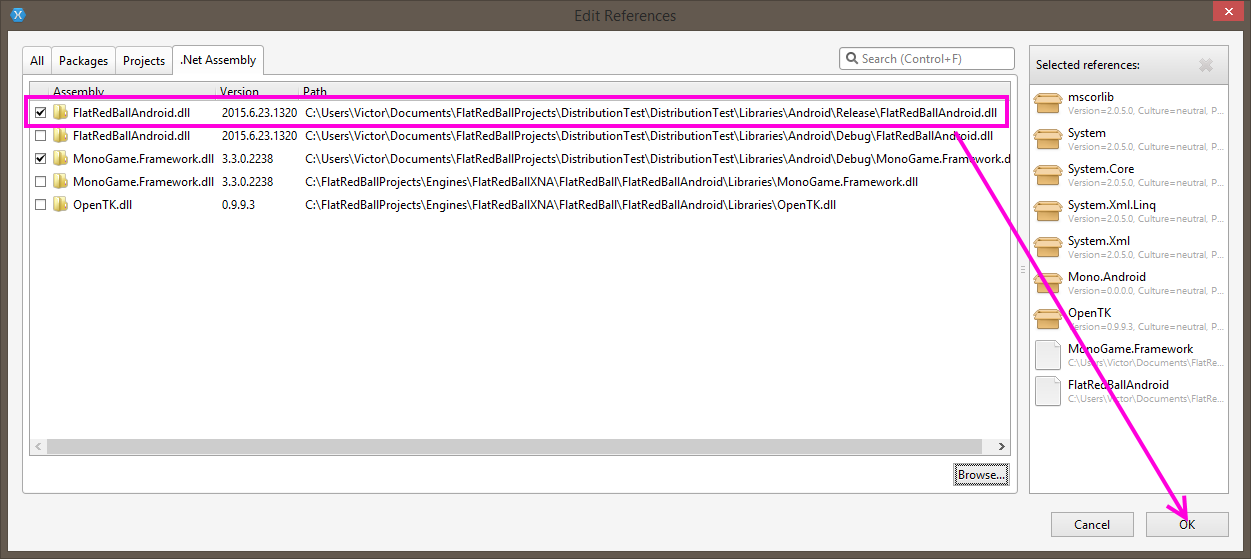 Edit References
All
Packages
Projects
.Net Assembly
Search (Control+F)
Assembly Version Path
FlatRedBallAndroid.dll 2015.6.23.1320 C:\Users\Victor\Documents\FlatRedBallProjects\DistributionTest\DistributionTest\Libraries\Android\Release\FlatRedBallAndroid.dll
FlatRedBallAndroid.dll 2015.6.23.1320 C:\Users\Victor\Documents\FlatRedBallProjects\DistributionTest\DistributionTest\Libraries\Android\Debug\FlatRedBallAndroid.dll
MonoGame.Framework.dll 3.3.0.2238 C:\Users\Victor\Documents\FlatRedBallProjects\DistributionTest\DistributionTest\Libraries\Android\Debug\MonoGame.Framework.d
MonoGame.Framework.dll 3.3.0.2238 C:\FlatRedBallProjects\Engines\FlatRedBallXNA\FlatRedBall\FlatRedBallAndroid\Libraries\MonoGame.Framework.dll
OpenTK.dll 0.9.9.3 C:\FlatRedBallProjects\Engines\FlatRedBallXNA\FlatRedBall\FlatRedBallAndroid\Libraries\OpenTK.dll
Browse...
Selected references:
mscorlib
Version=2.0.5.0, Culture=neutral, P...
System
Version=2.0.5.0, Culture=neutral, P...
System.Core
Version=2.0.5.0, Culture=neutral, P...
System.Xml.Linq
Version=2.0.5.0, Culture=neutral, P...
System.Xml
Version=2.0.5.0, Culture=neutral, P...
Mono.Android
Version=0.0.0.0, Culture=neutral, P...
OpenTK
Version=0.9.9.3, Culture=neutral, P...
MonoGame.Framework
C:\Users\Victor\Documents\FlatRe...
FlatRedBallAndroid
C:\Users\Victor\Documents\FlatRe...
Cancel
OK